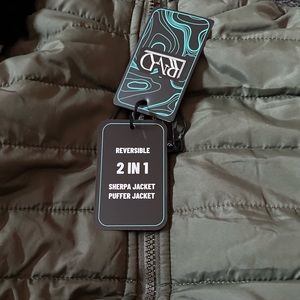 REVERSIBLE
2 IN 1
SHERPA JACKET
PUFFER JACKET